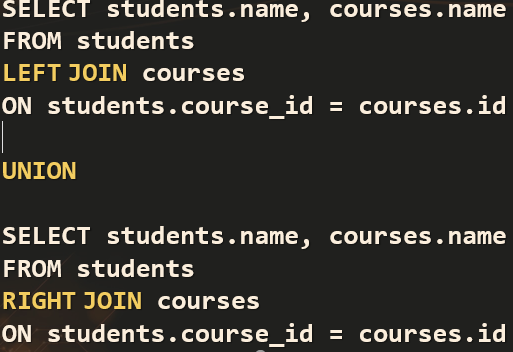 SELECT students.name, courses.name
FROM students
LEFT JOIN courses
ON students.course_id = courses.id
UNION
SELECT students.name, courses.name
FROM students
RIGHT JOIN courses
ON students.course_id = courses.id